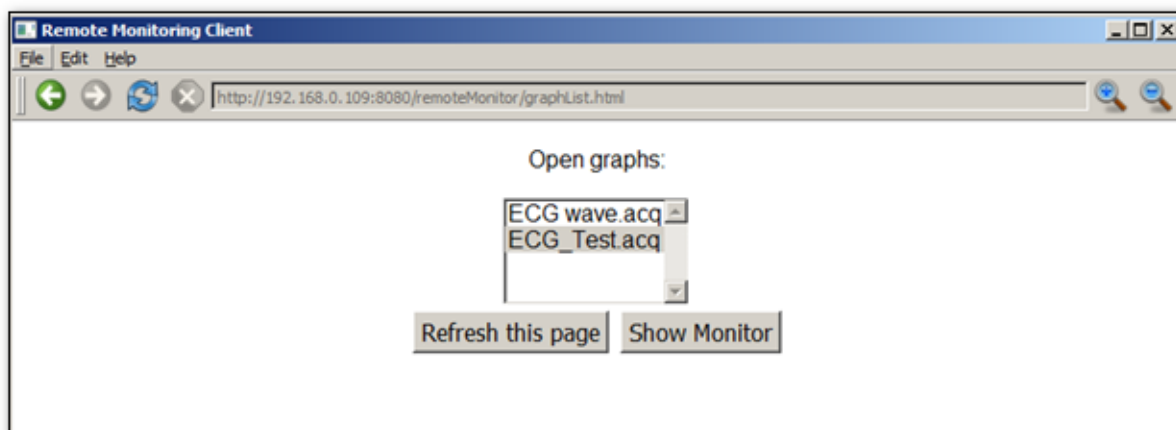 Remote Monitoring Client
File Edit Help
http://192.168.0.109:8080/remoteMonitor/graphList.html
Open graphs:
ECG wave.acq
ECG_Test.acq
Refresh this page Show Monitor